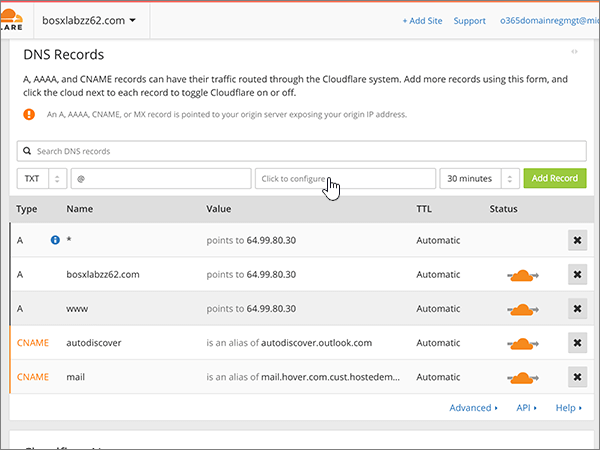 LARE bosxlabzz62.com + Add Site Support o365domainregmgt@mic
DNS Records
A, AAAA, and CNAME records can have their traffic routed through the Cloudflare system. Add more records using this form, and
click the cloud next to each record to toggle Cloudflare on or off.
An A, AAAA, CNAME, or MX record is pointed to your origin server exposing your origin IP address.
Search DNS records
TXT @ Click to configure 30 minutes Add Record
Type Name Value TTL Status
A * points to 64.99.80.30 Automatic
A bosxlabzz62.com points to 64.99.80.30 Automatic
A www points to 64.99.80.30 Automatic
CNAME autodiscover is an alias of autodiscover.outlook.com Automatic
CNAME mail is an alias of mail.hover.com.cust.hostedem... Automatic
Advanced API Help